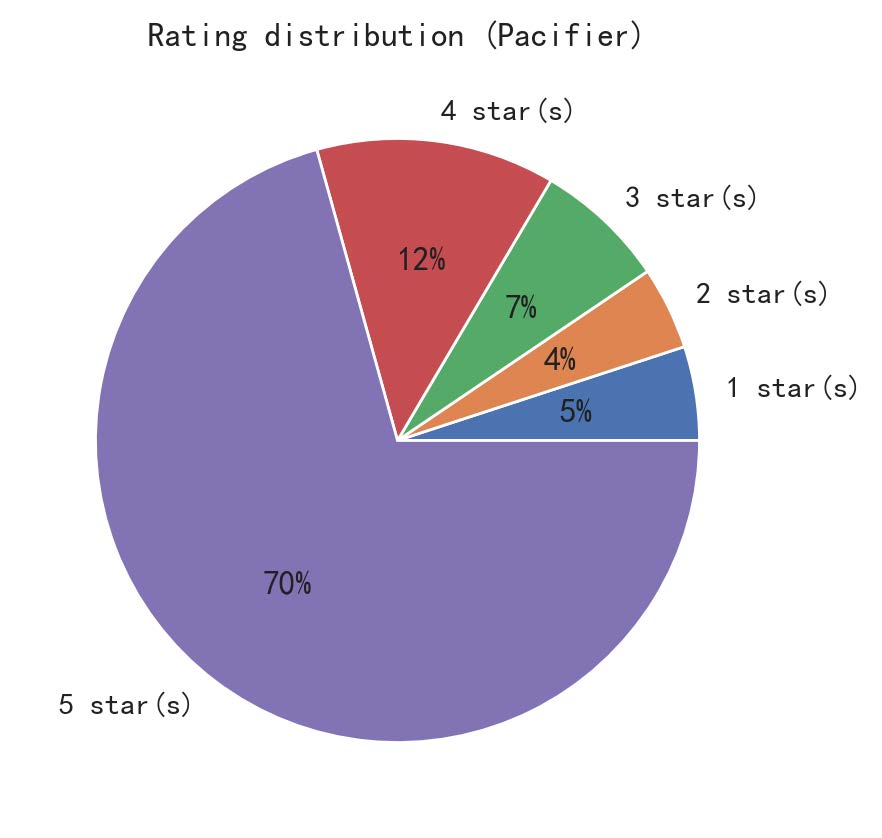 Rating distribution (Pacifier)
4 star(s)
3 star(s)
12%
2 star(s)
7%
4%
1 star(s)
5%
70%
5 star(s)